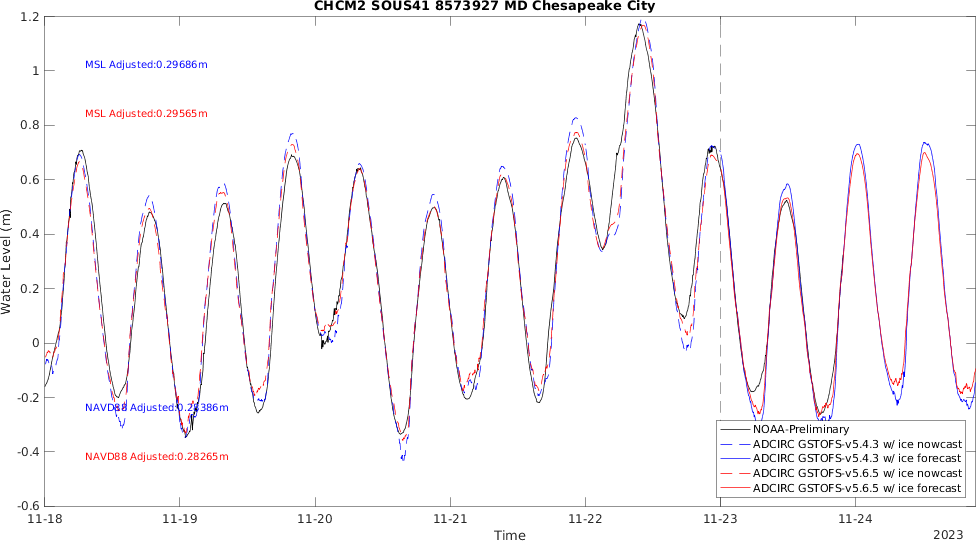 CHCM2 SOUS41 8573927 MD Chesapeake City
1.2
1
0.8
0.6
0.4
0.2
0
-0.2
-0.4
-0.6
Water Level (m)
MSL Adjusted:0.29686m
MSL Adjusted:0.29565m
NAVD88 Adjusted:0.28386m
NAVD88 Adjusted:0.28265m
NOAA-Preliminary
ADCIRC GSTOFS-v5.4.3 w/ ice nowcast
ADCIRC GSTOFS-v5.4.3 w/ ice forecast
ADCIRC GSTOFS-v5.6.5 w/ ice nowcast
ADCIRC GSTOFS-v5.6.5 w/ ice forecast
11-18 11-19 11-20 11-21 11-22 11-23 11-24
Time
2023